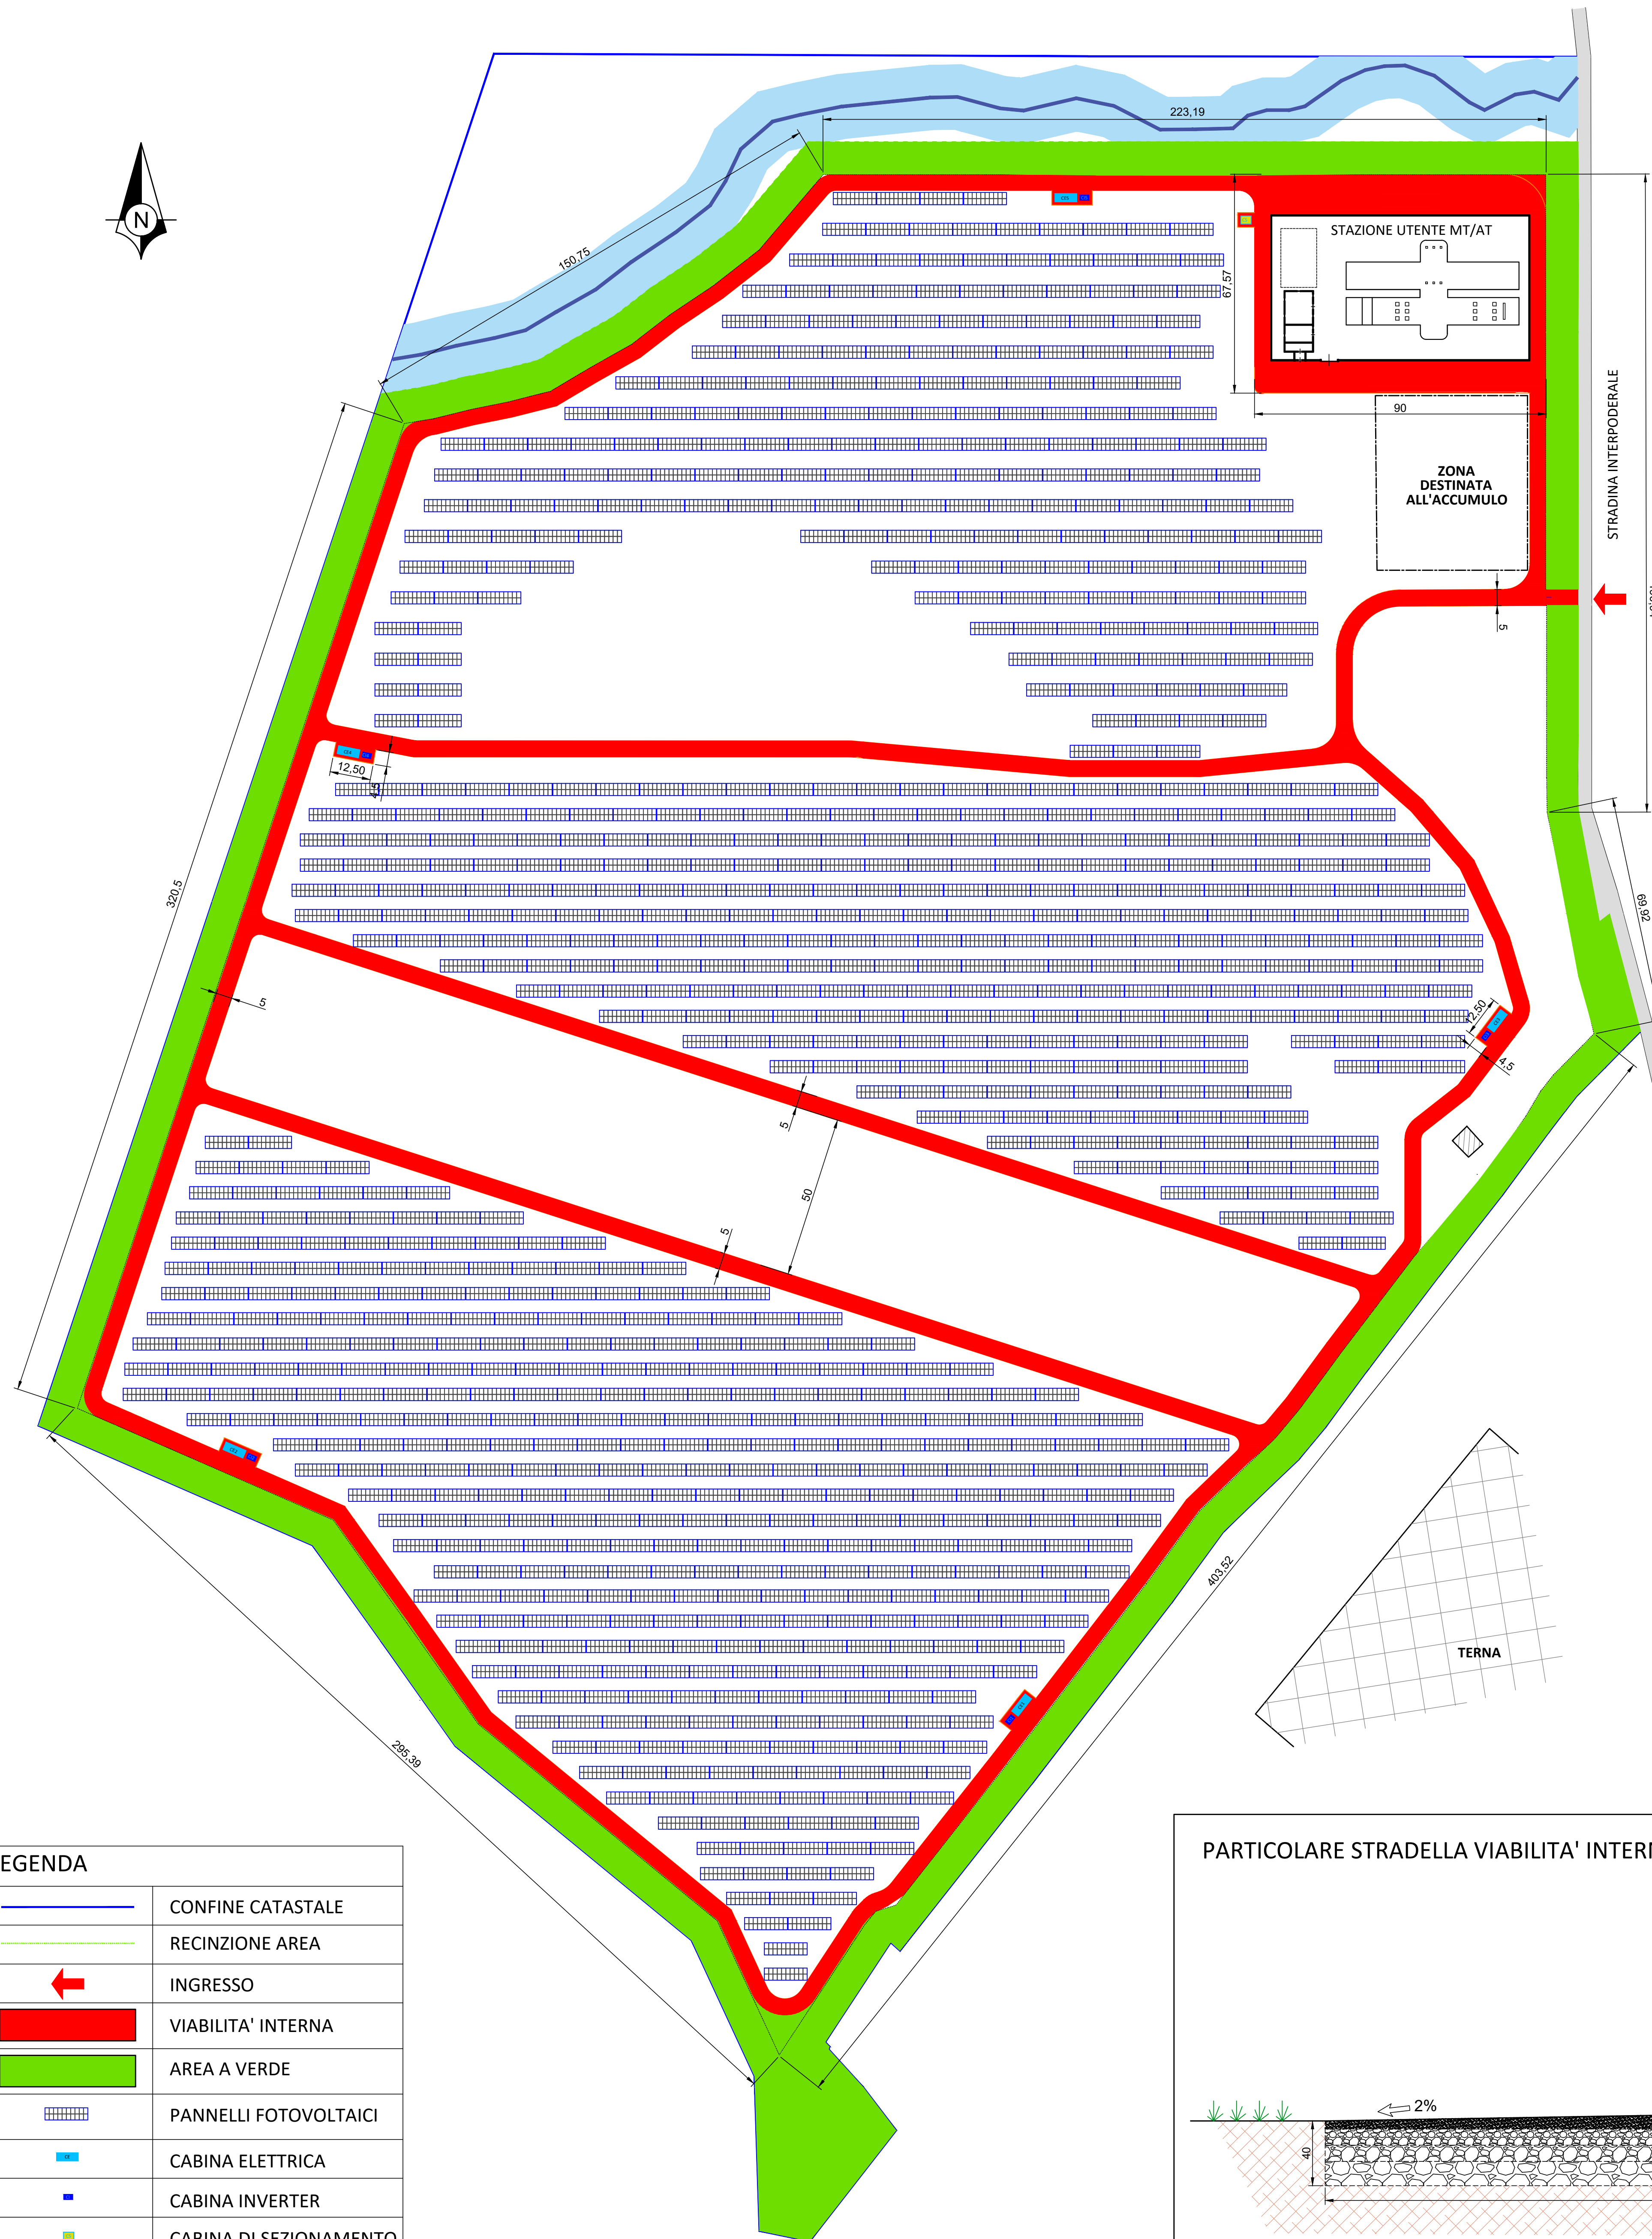 223,19
N
150,75
STAZIONE UTENTE MT/AT
67,57
STRADINA INTERPODERALE
90
ZONA
DESTINATA
ALL'ACCUMULO
5
12,50
4,5
320,5
69,92
5
12,50
4,5
5
50
5
403,52
TERNA
295,39
EGENDA
CONFINE CATASTALE
RECINZIONE AREA
INGRESSO
VIABILITA' INTERNA
AREA A VERDE
PANNELLI FOTOVOLTAICI
CABINA ELETTRICA
CABINA INVERTER
CABINA DI SEZIONAMENTO
PARTICOLARE STRADELLA VIABILITA' INTERN
2%
40